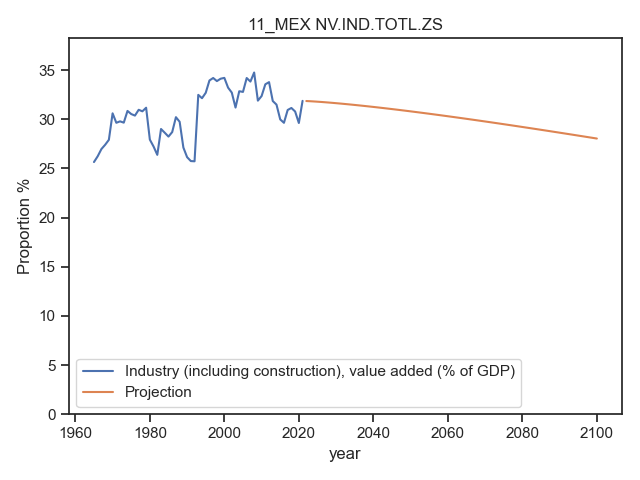 11_MEX NV.IND.TOTL.ZS
Proportion %
35
30
25
20
15
10
5
0
Industry (including construction), value added (% of GDP)
Projection
1960 1980 2000 2020 2040 2060 2080 2100
year